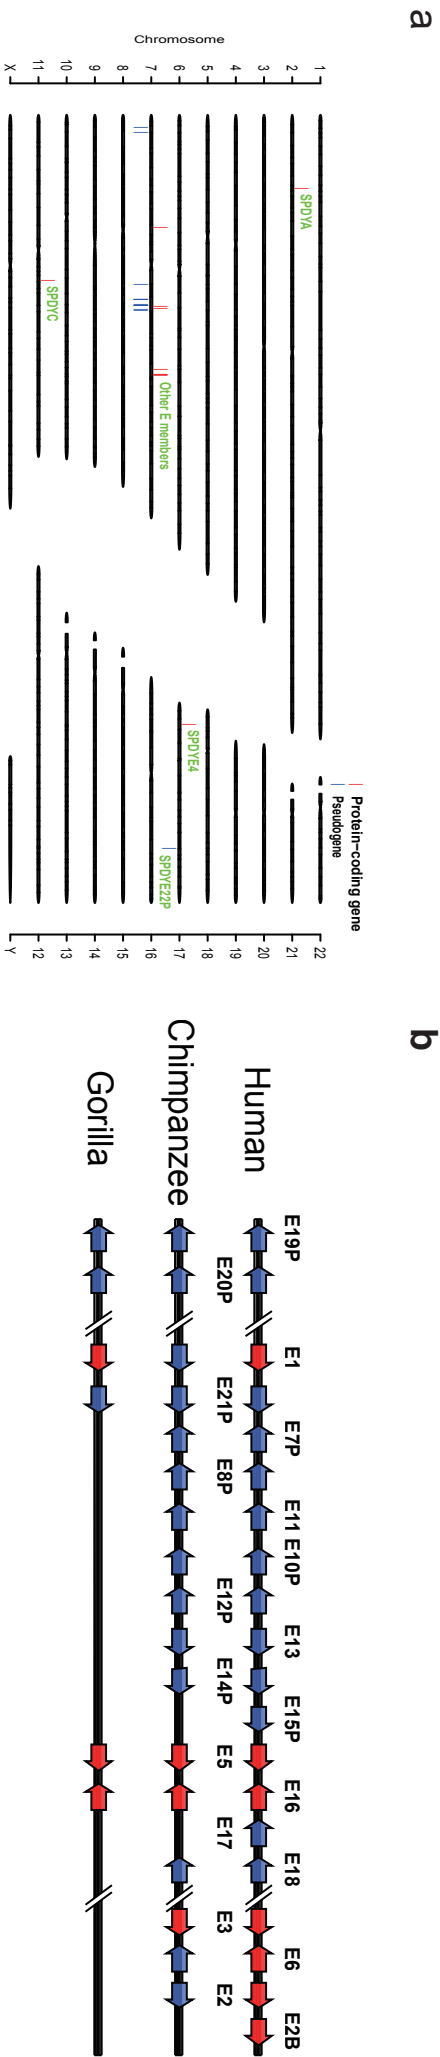 a
Chromosome
1
2
3
4
5
6
7
8
9
10
11
X
22
21
20
19
18
17
16
15
14
13
12
Y
Protein−coding gene
Pseudogene
SPDYA
SPDYC
Other E members
SPDYE4
SPDYE22P
b
E19P E1 E7P E11 E10P E13 E15P E16 E18 E6 E2B
Human
E20P E21P E8P E12P E14P E5 E17 E3 E2
Chimpanzee
Gorilla